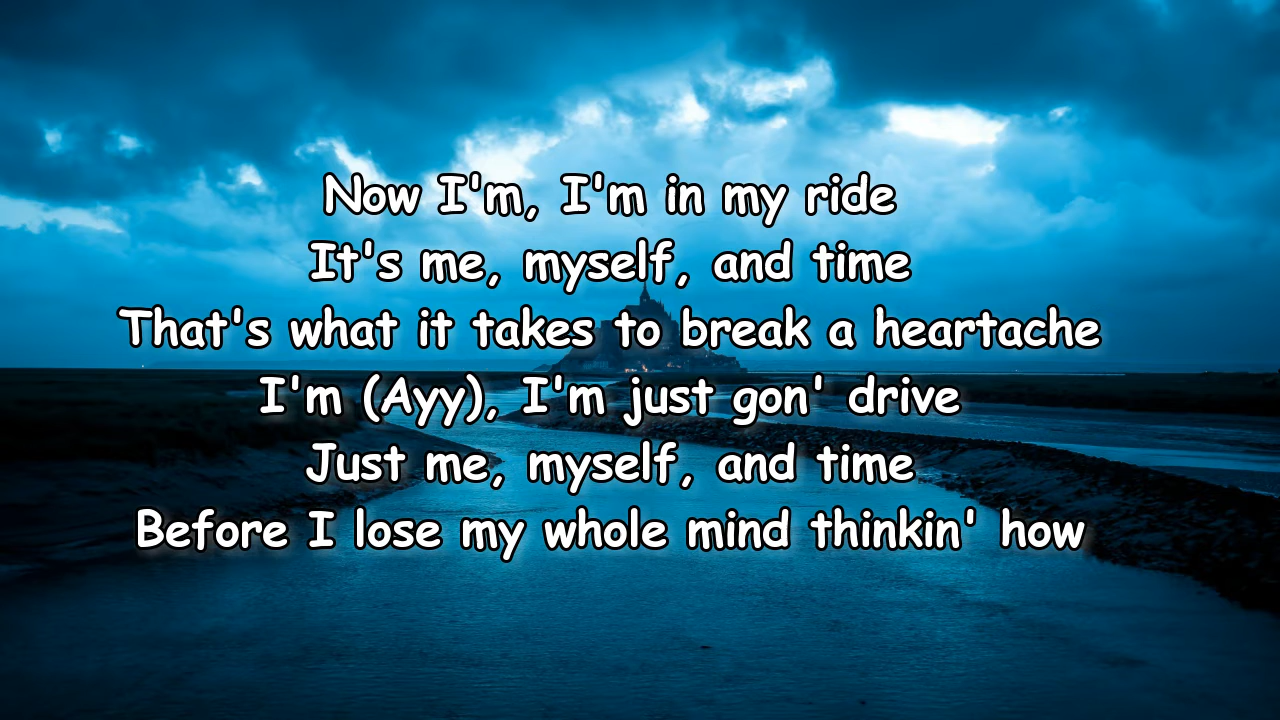 Now I'm, I'm in my ride
It's me, myself, and time
That's what it takes to break a heartache
I'm (Ayy), I'm just gon' drive
Just me, myself, and time
Before I lose my whole mind thinkin' how